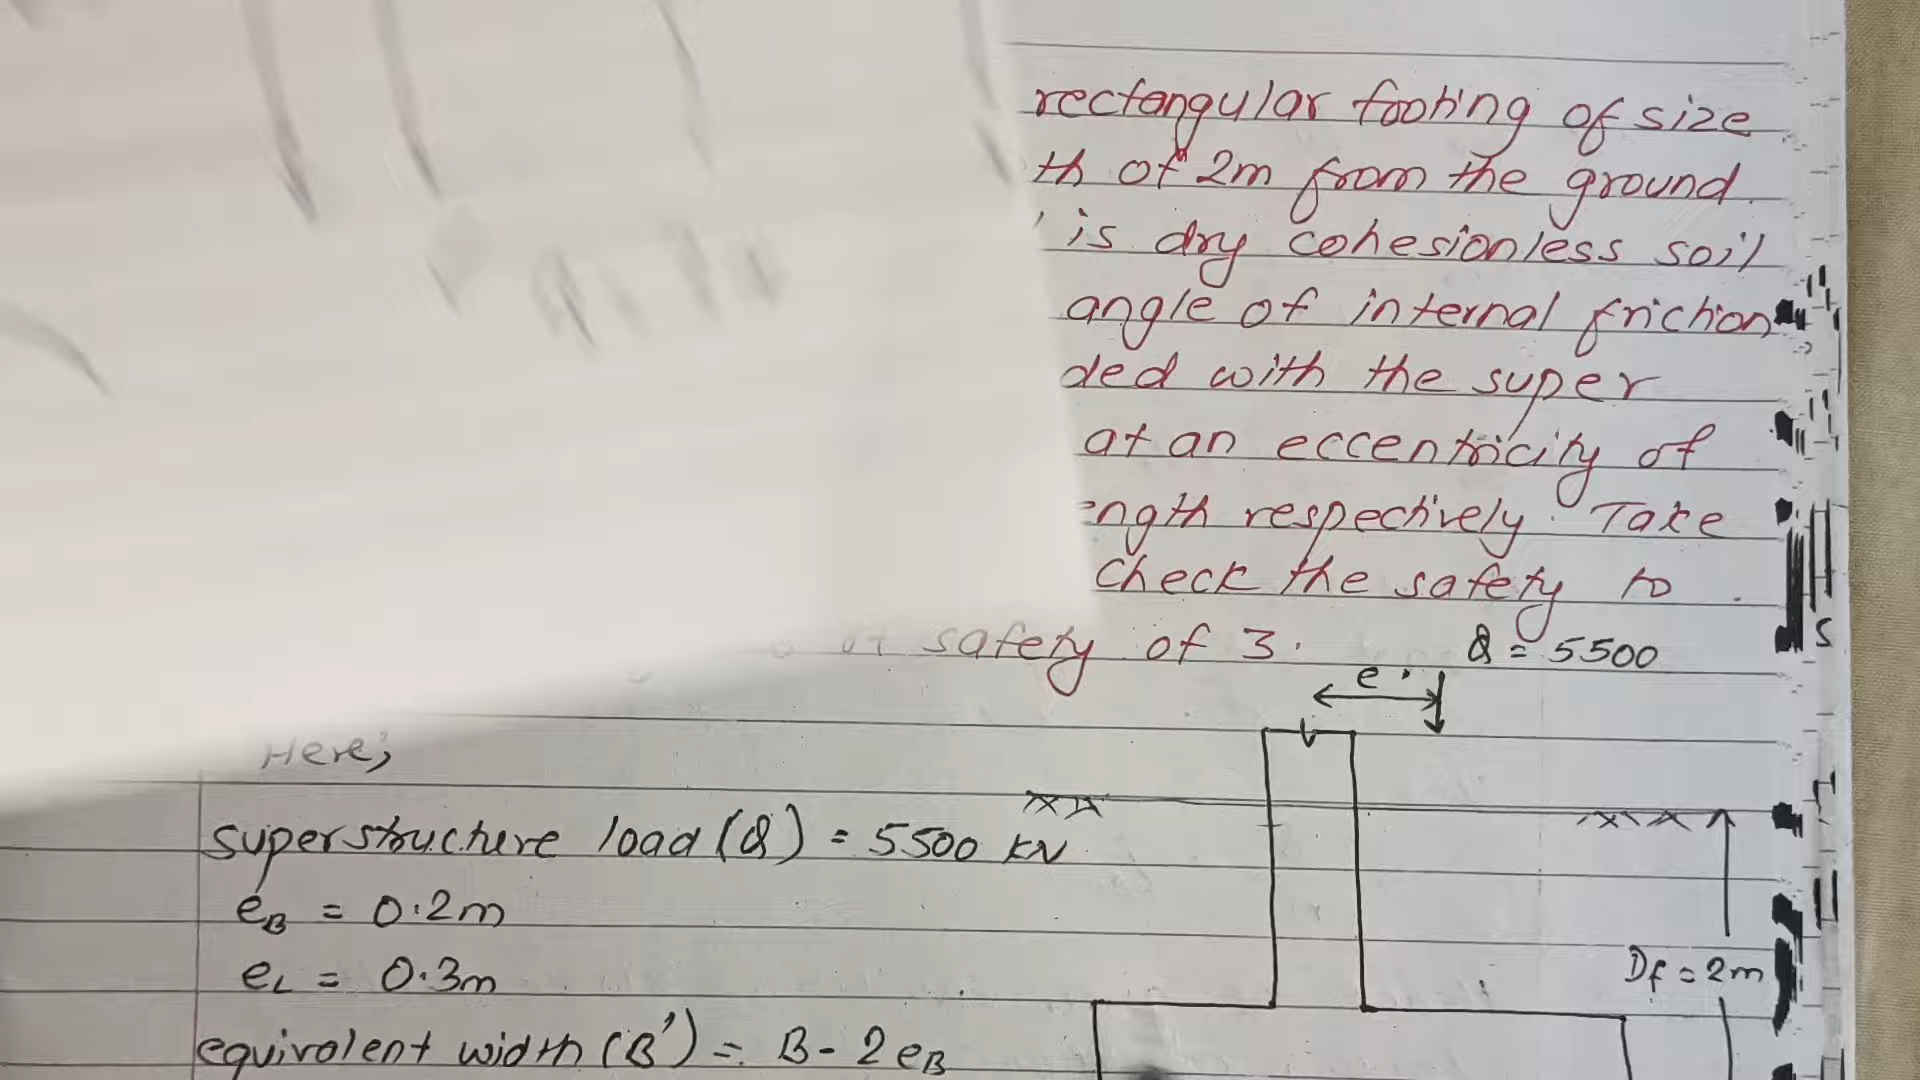 rectangular footing of size
th of 2m from the ground
is dry cohesionless soil
angle of internal friction
ded with the super
at an eccentricity of
ength respectively. Take
check the safety to
safety of 3.
Q = 5500
e
Here,
superstructure load (Q) = 5500 KN
eB = 0.2m
eL = 0.3m
Df = 2m
equivalent width (B') = B - 2eB